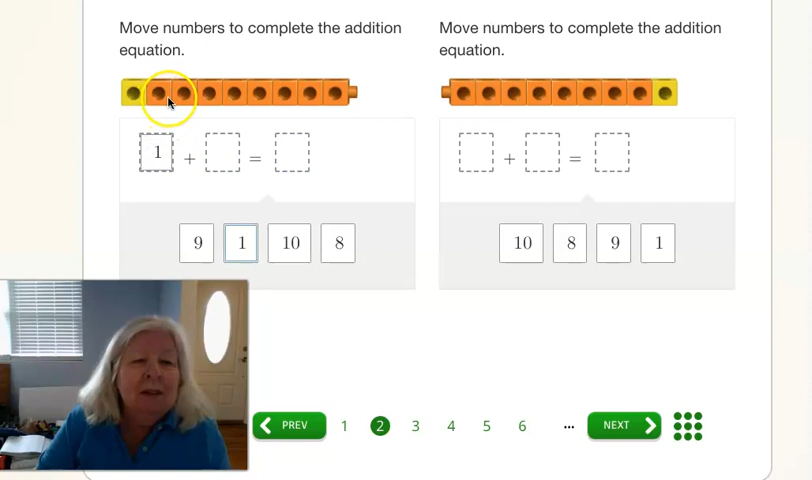 Move numbers to complete the addition
equation.
1 + =
9 1 10 8
Move numbers to complete the addition
equation.
+ =
10 8 9 1
PREV 1 2 3 4 5 6 ... NEXT